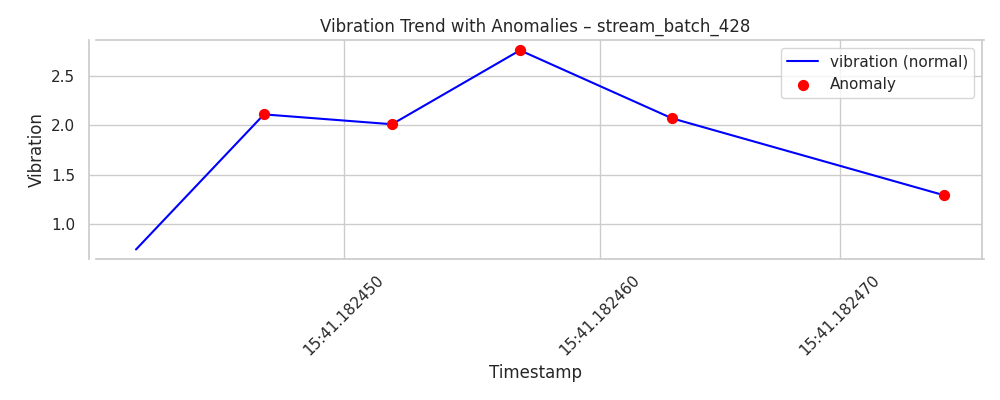 Vibration Trend with Anomalies – stream_batch_428
vibration (normal)
Anomaly
Vibration
2.5
2.0
1.5
1.0
15:41.182450
15:41.182460
15:41.182470
Timestamp